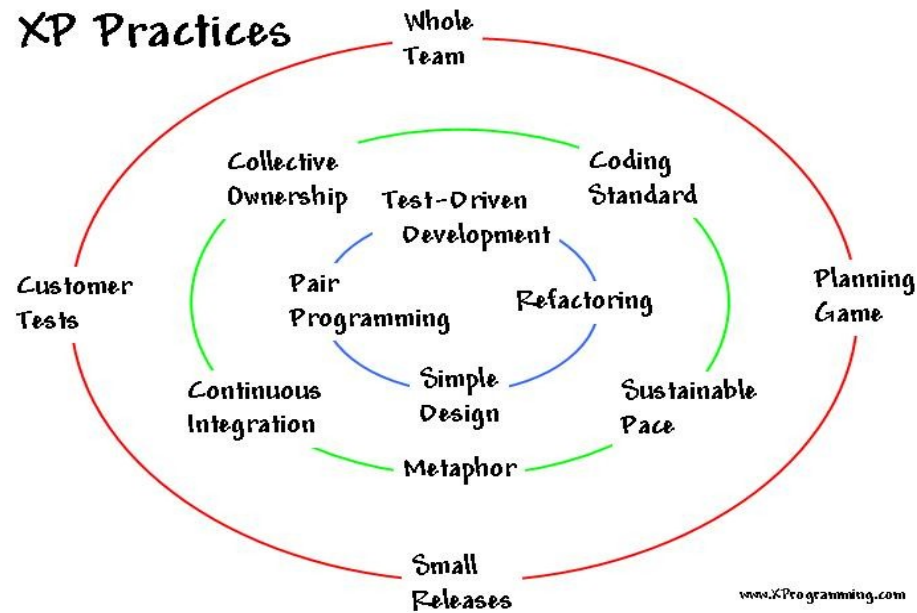 XP Practices
Whole
Team
Collective
Ownership
Coding
Standard
Test-Driven
Development
Customer
Tests
Pair
Programming
Refactoring
Planning
Game
Continuous
Integration
Simple
Design
Sustainable
Pace
Metaphor
Small
Releases
www.XProgramming.com